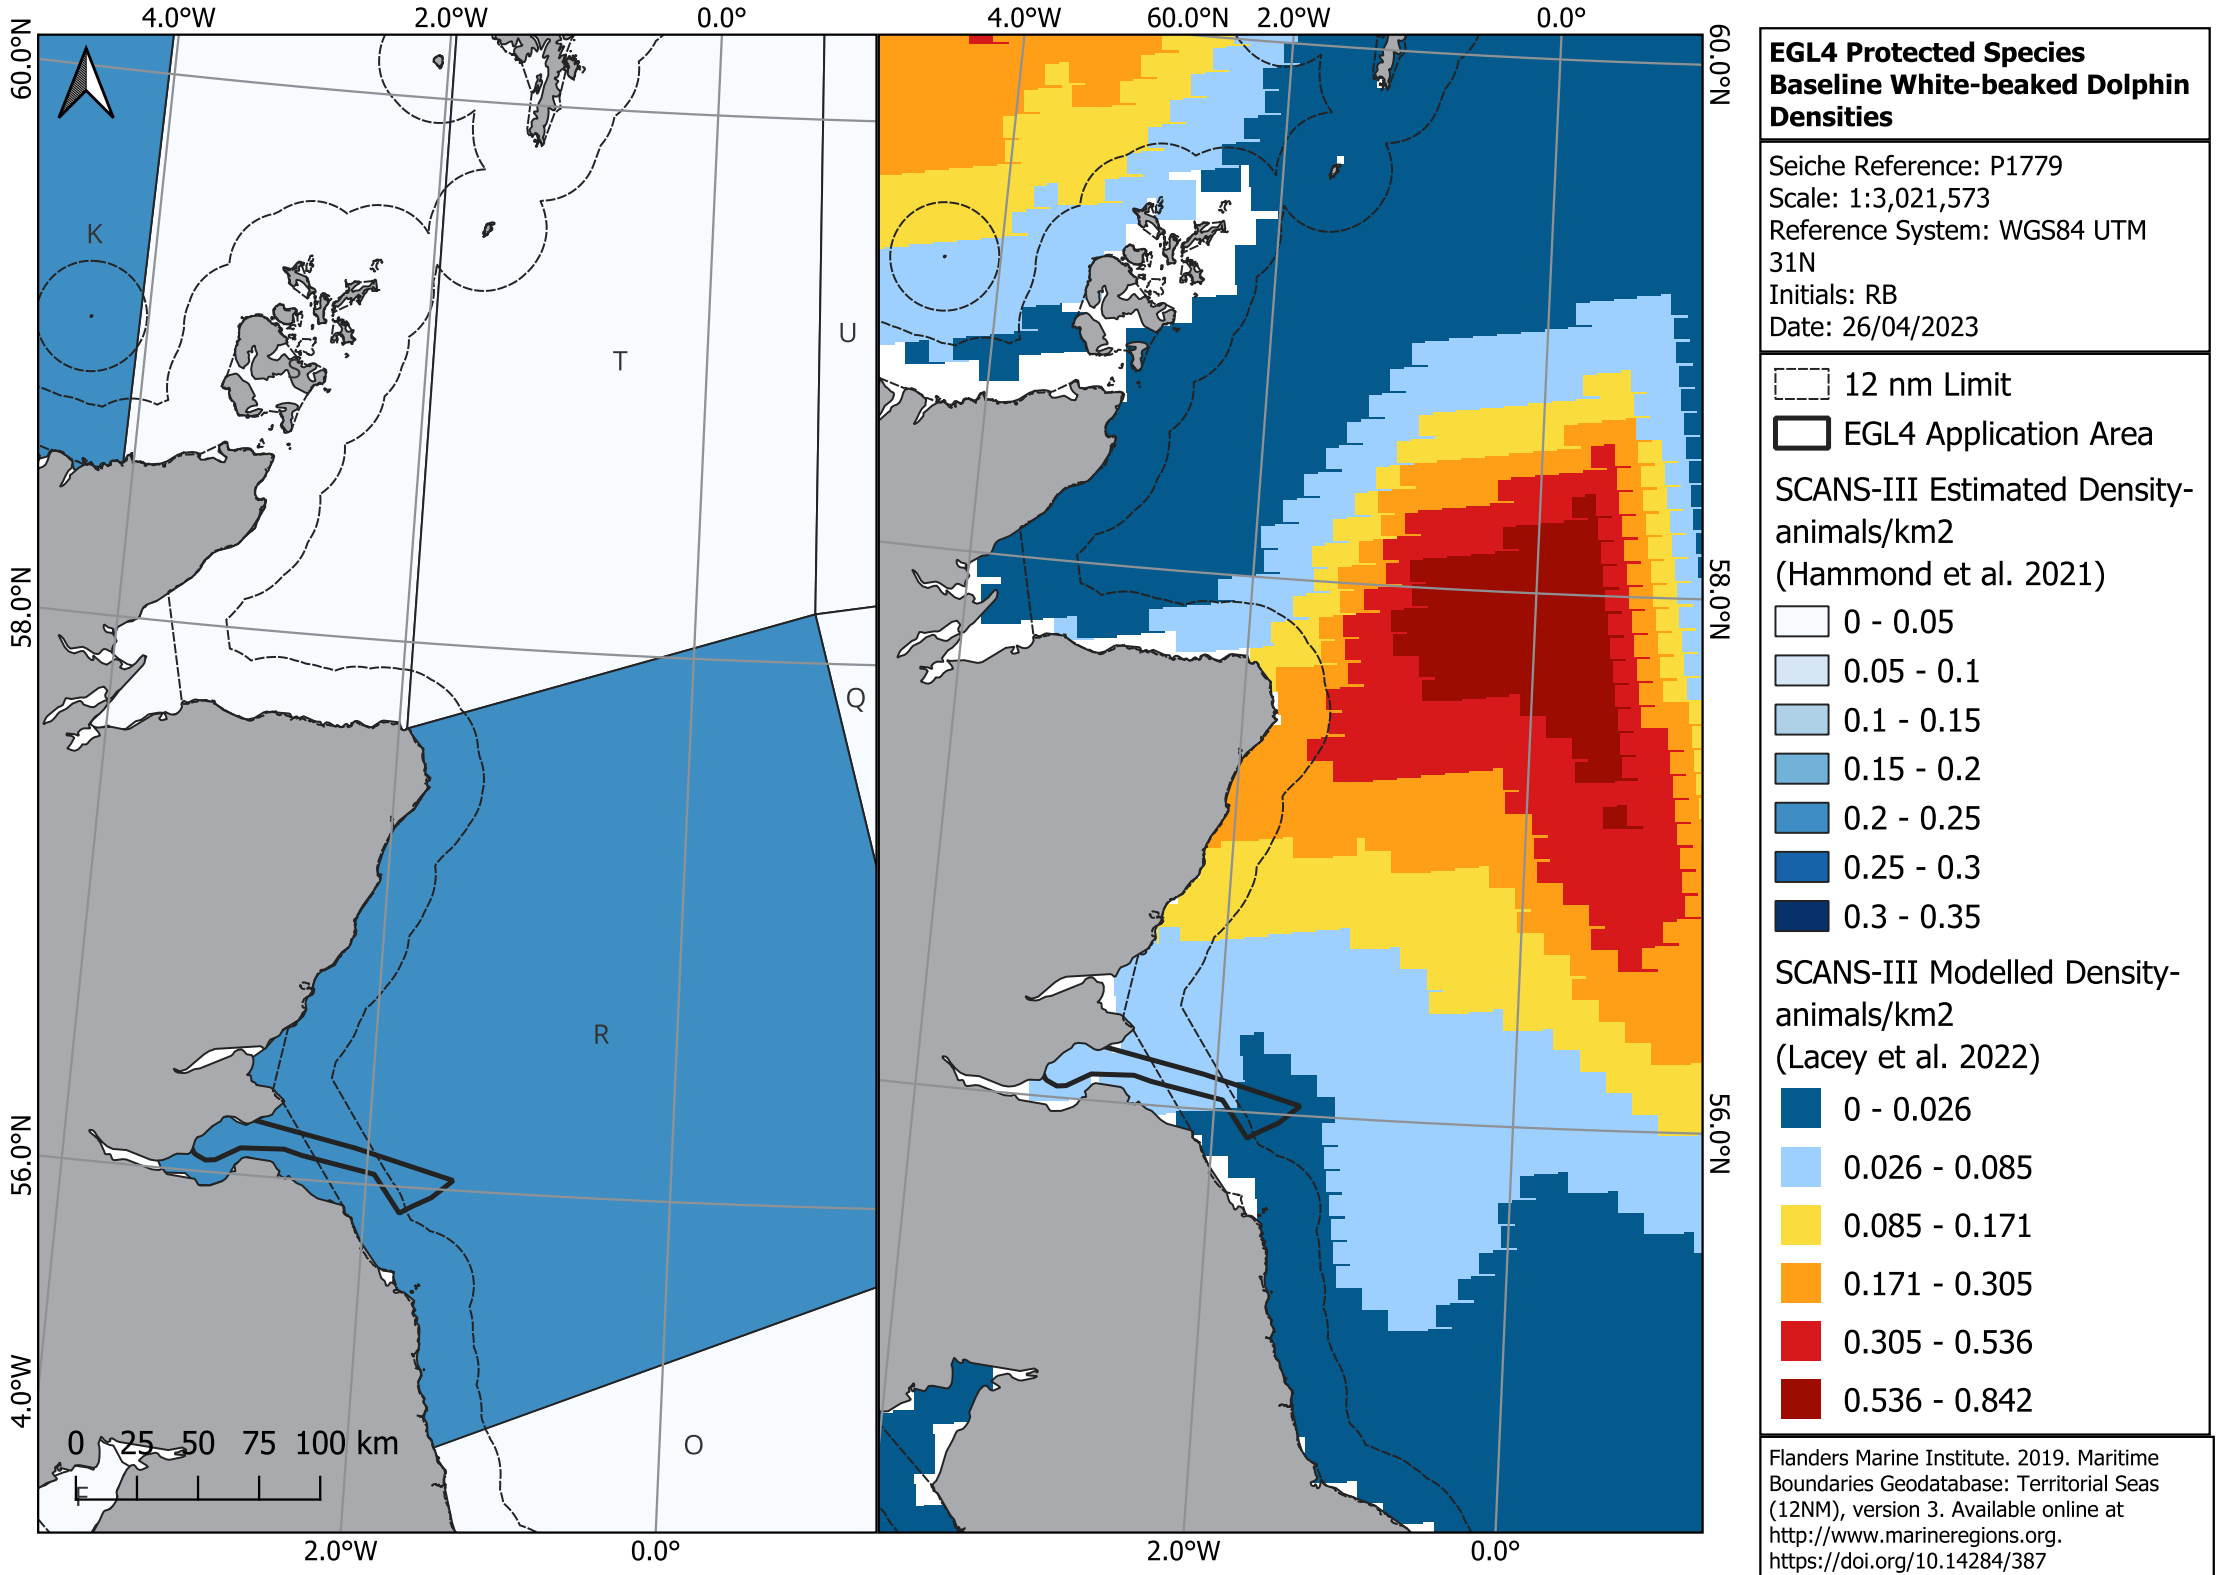 4.0°W 2.0°W 0.0° 4.0°W 60.0°N 2.0°W 0.0°
60.0°N
58.0°N
56.0°N
4.0°W
K
T
U
S
Q
R
O
F
0 25 50 75 100 km
2.0°W 0.0° 2.0°W 0.0°
60.0°N
58.0°N
56.0°N
EGL4 Protected Species
Baseline White-beaked Dolphin
Densities
Seiche Reference: P1779
Scale: 1:3,021,573
Reference System: WGS84 UTM
31N
Initials: RB
Date: 26/04/2023
12 nm Limit
EGL4 Application Area
SCANS-III Estimated Density-
animals/km2
(Hammond et al. 2021)
0 - 0.05
0.05 - 0.1
0.1 - 0.15
0.15 - 0.2
0.2 - 0.25
0.25 - 0.3
0.3 - 0.35
SCANS-III Modelled Density-
animals/km2
(Lacey et al. 2022)
0 - 0.026
0.026 - 0.085
0.085 - 0.171
0.171 - 0.305
0.305 - 0.536
0.536 - 0.842
Flanders Marine Institute. 2019. Maritime
Boundaries Geodatabase: Territorial Seas
(12NM), version 3. Available online at
http://www.marineregions.org.
https://doi.org/10.14284/387